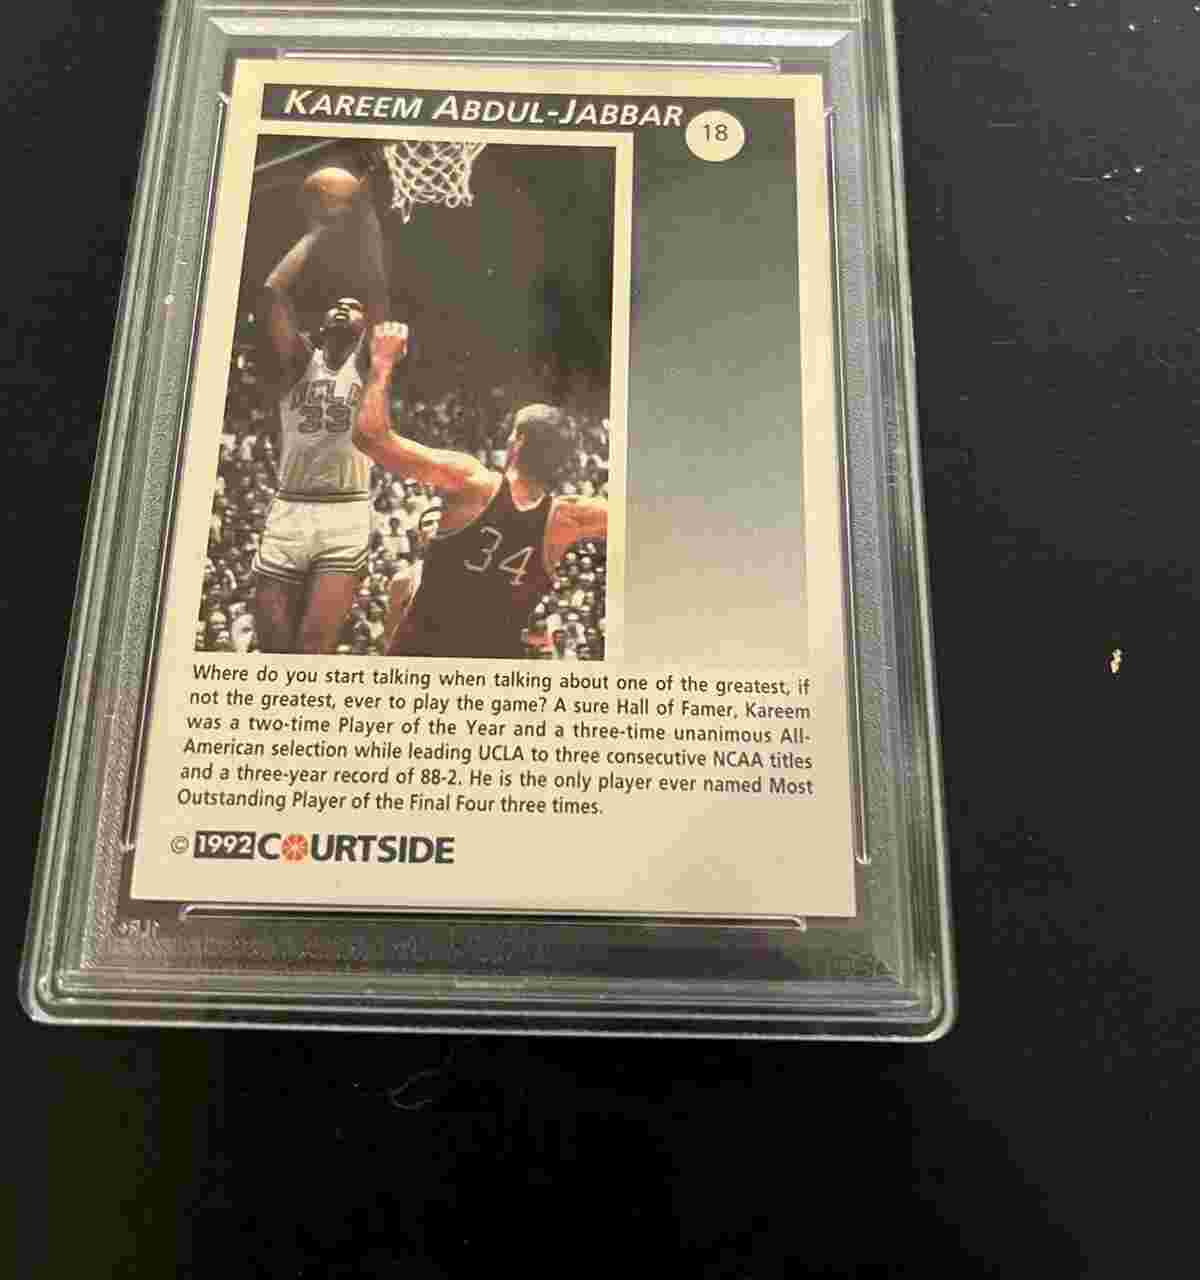 KAREEM ABDUL-JABBAR
18
UCLA
33
34
Where do you start talking when talking about one of the greatest, if
not the greatest, ever to play the game? A sure Hall of Famer, Kareem
was a two-time Player of the Year and a three-time unanimous All-
American selection while leading UCLA to three consecutive NCAA titles
and a three-year record of 88-2. He is the only player ever named Most
Outstanding Player of the Final Four three times.
© 1992 COURTSIDE